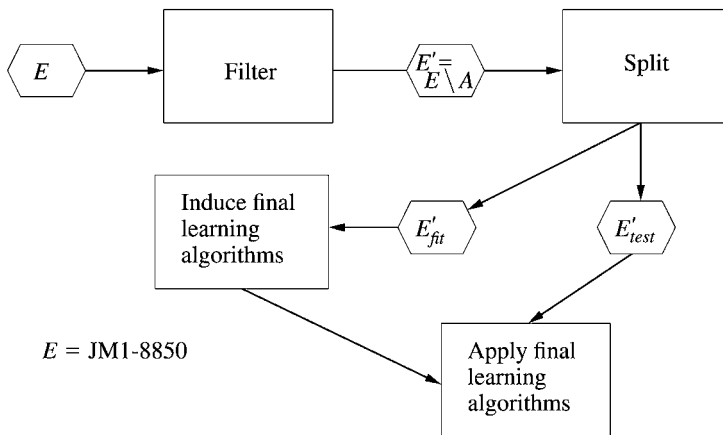 E
Filter
E′ =
E \ A
Split
Induce final
learning
algorithms
E′fit
E′test
E = JM1-8850
Apply final
learning
algorithms